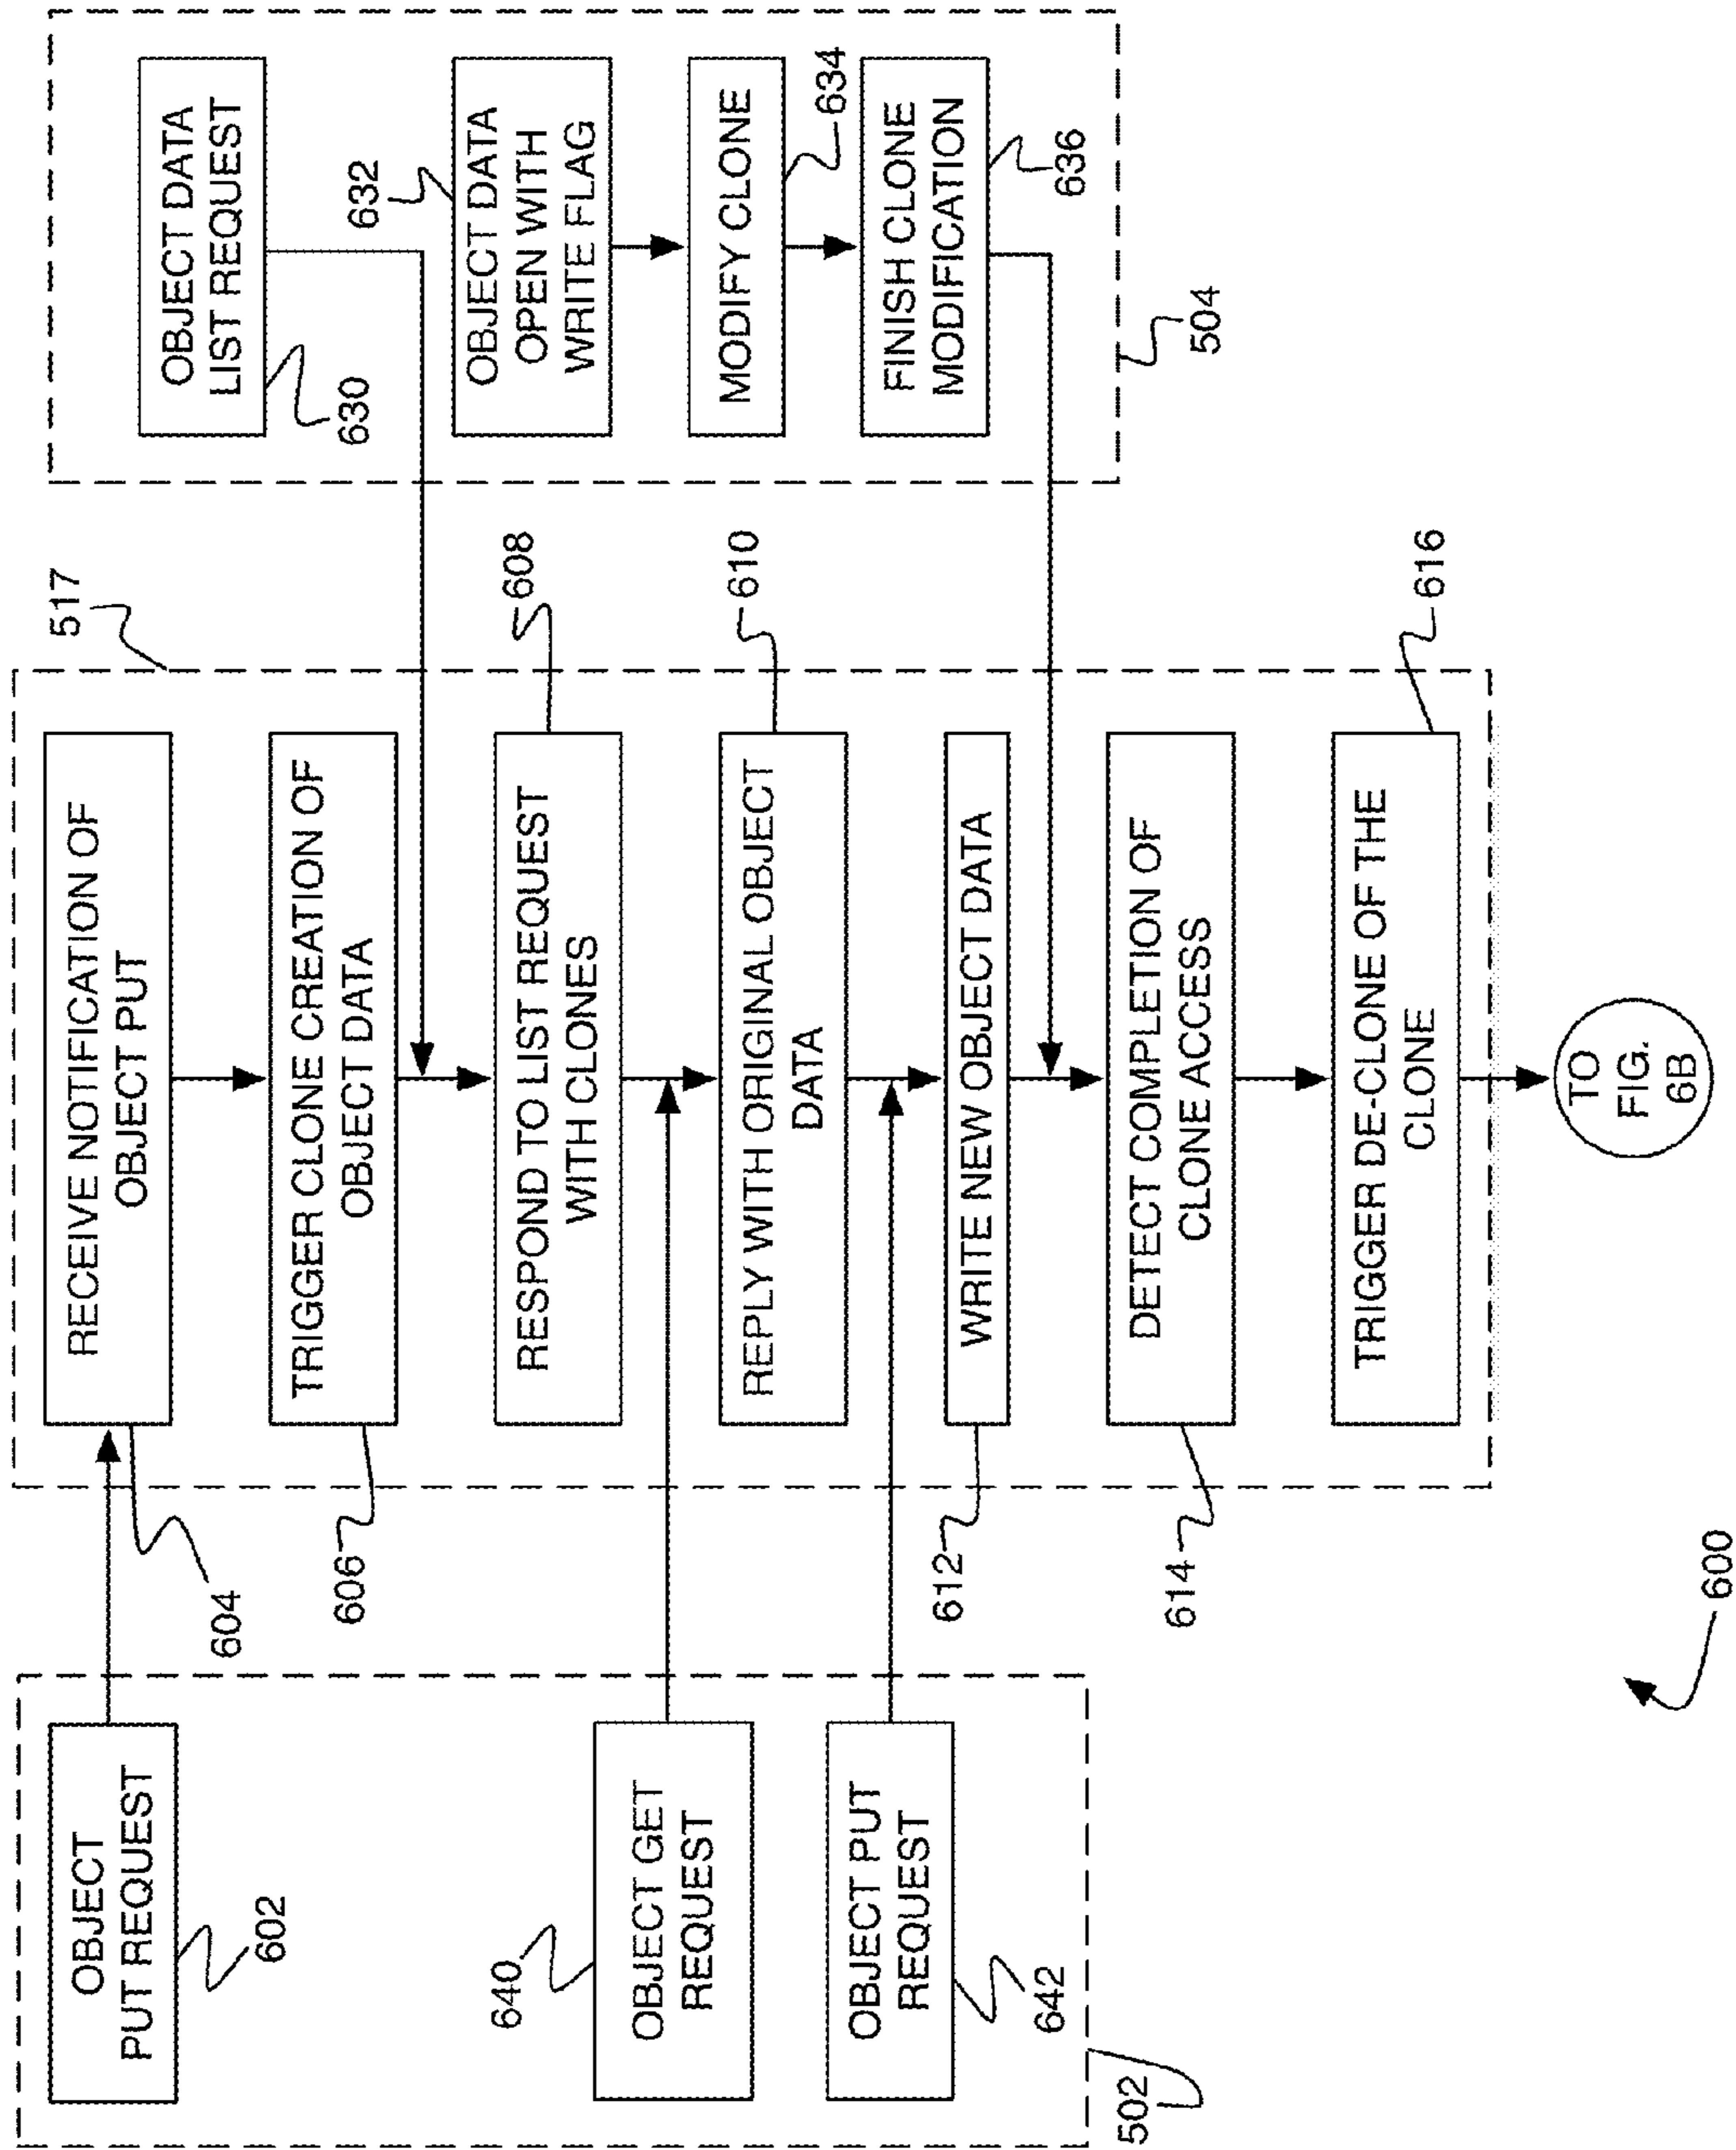 OBJECT
PUT REQUEST
602
640
OBJECT GET
REQUEST
OBJECT PUT
REQUEST
642
502
517
RECEIVE NOTIFICATION OF
OBJECT PUT
604
TRIGGER CLONE CREATION OF
OBJECT DATA
606
RESPOND TO LIST REQUEST
WITH CLONES
608
REPLY WITH ORIGINAL OBJECT
DATA
610
WRITE NEW OBJECT DATA
612
DETECT COMPLETION OF
CLONE ACCESS
614
TRIGGER DE-CLONE OF THE
CLONE
616
TO
FIG.
6B
OBJECT DATA
LIST REQUEST
630
632
OBJECT DATA
OPEN WITH
WRITE FLAG
MODIFY CLONE
634
FINISH CLONE
MODIFICATION
636
504
600